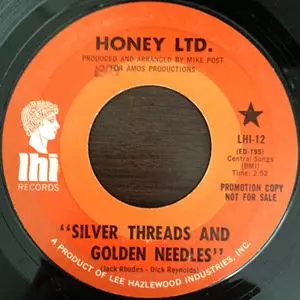 HONEY LTD.
PRODUCED AND ARRANGED BY MIKE POST
AMOS PRODUCTIONS
lhi
RECORDS
LHI-12
(ED.195)
Central Songs
(BMI)
Time: 2:52
PROMOTION COPY
NOT FOR SALE
"SILVER THREADS AND
GOLDEN NEEDLES"
(Jack Rhodes - Dick Reynolds)
A PRODUCT OF LEE HAZLEWOOD INDUSTRIES, INC.